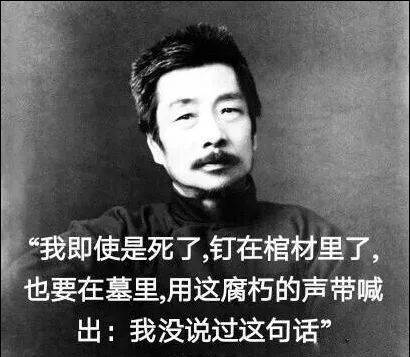 “我即使是死了,钉在棺材里了,
也要在墓里,用这腐朽的声带喊
出：我没说过这句话”